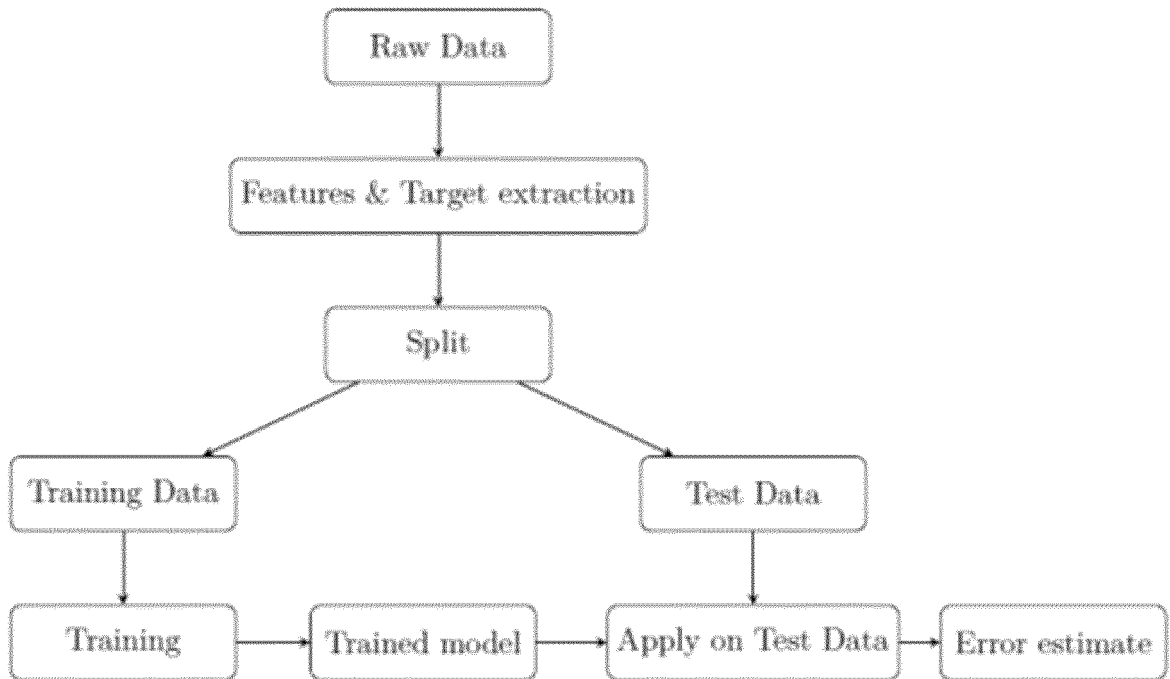 Raw Data
Features & Target extraction
Split
Training Data
Test Data
Training
Trained model
Apply on Test Data
Error estimate